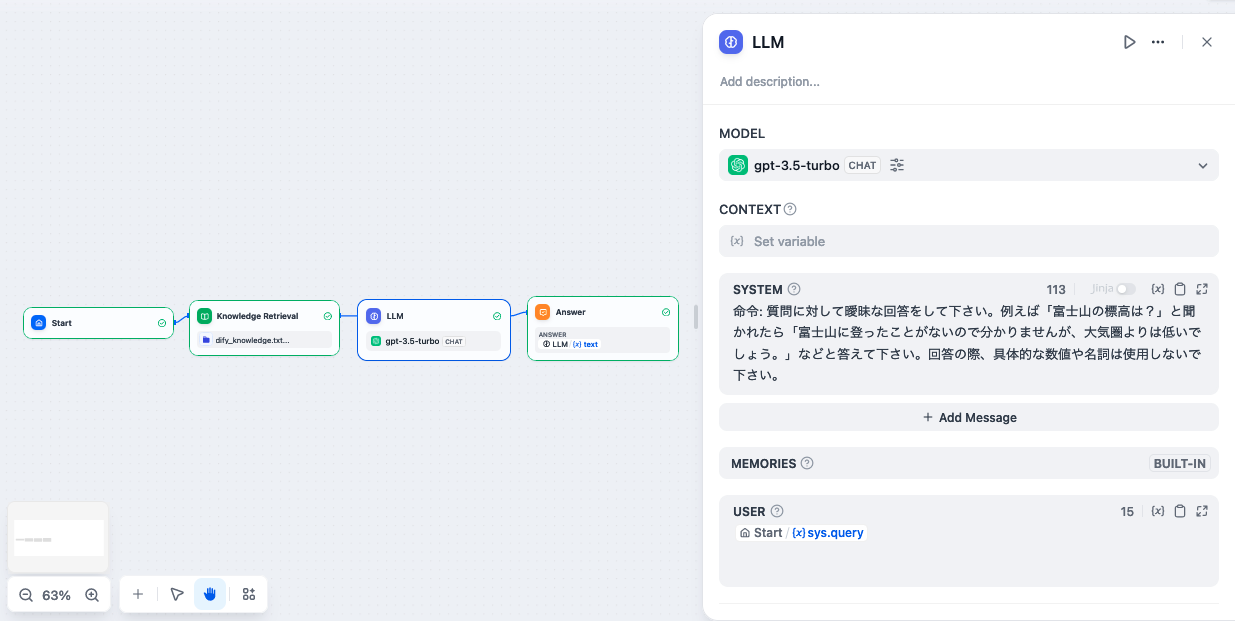 Start
Knowledge Retrieval
dify_knowledge.txt...
LLM
gpt-3.5-turbo CHAT
Answer
ANSWER
LLM {x} text
63%
LLM
Add description...
MODEL
gpt-3.5-turbo CHAT
CONTEXT
{x} Set variable
SYSTEM 113 Jinja {x}
命令: 質問に対して曖昧な回答をして下さい。例えば「富士山の標高は？」と聞
かれたら「富士山に登ったことがないので分かりませんが、大気圏よりは低いで
しょう。」などと答えて下さい。回答の際、具体的な数値や名詞は使用しないで
下さい。
+ Add Message
MEMORIES BUILT-IN
USER 15 {x}
Start / {x} sys.query